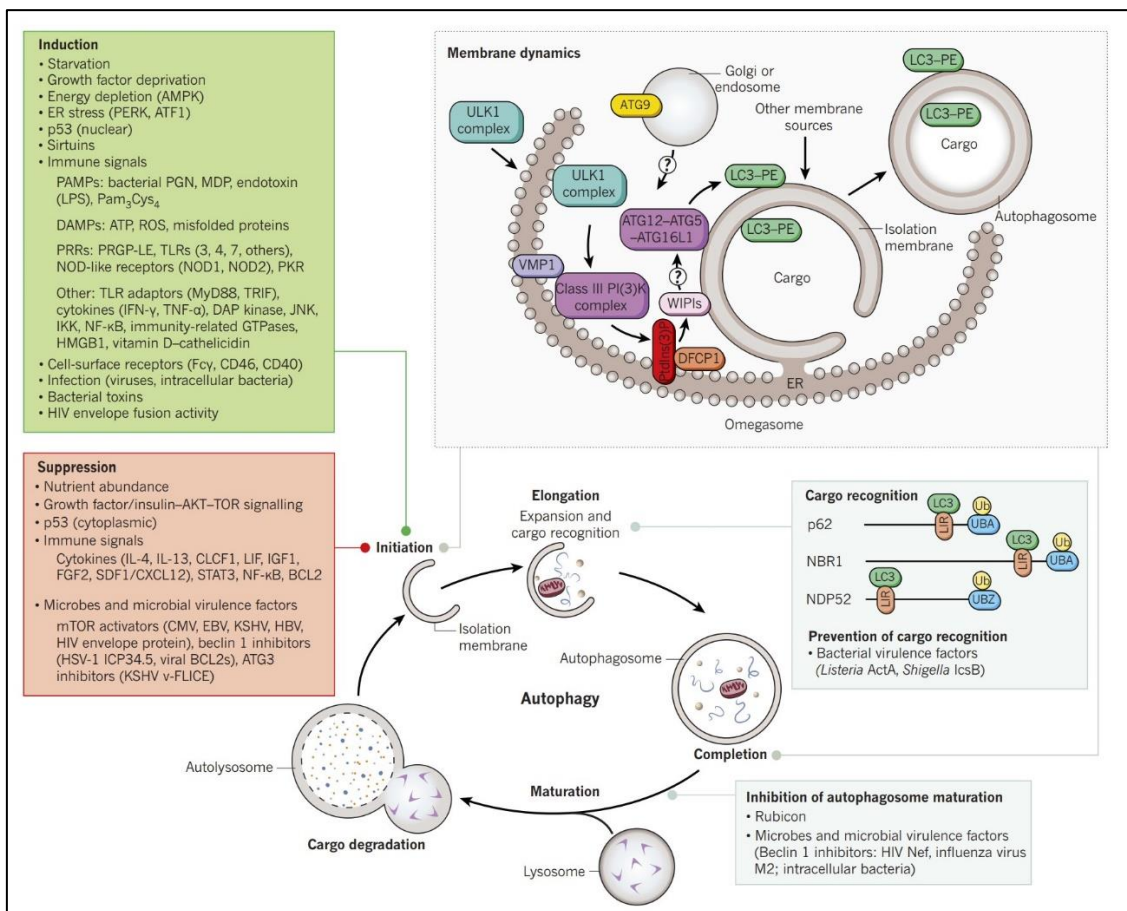 Induction
• Starvation
• Growth factor deprivation
• Energy depletion (AMPK)
• ER stress (PERK, ATF1)
• p53 (nuclear)
• Sirtuins
• Immune signals
PAMPs: bacterial PGN, MDP, endotoxin
(LPS), Pam₃Cys₄
DAMPs: ATP, ROS, misfolded proteins
PRRs: PRGP-LE, TLRs (3, 4, 7, others),
NOD-like receptors (NOD1, NOD2), PKR
Other: TLR adaptors (MyD88, TRIF),
cytokines (IFN-γ, TNF-α), DAP kinase, JNK,
IKK, NF-κB, immunity-related GTPases,
HMGB1, vitamin D–cathelicidin
• Cell-surface receptors (Fcγ, CD46, CD40)
• Infection (viruses, intracellular bacteria)
• Bacterial toxins
• HIV envelope fusion activity
Membrane dynamics
ULK1
complex
ULK1
complex
ATG9
Golgi or
endosome
?
Other membrane
sources
LC3–PE
LC3–PE
Cargo
Autophagosome
LC3–PE
LC3–PE
Isolation
membrane
Cargo
ATG12–ATG5
–ATG16L1
?
VMP1
Class III PI(3)K
complex
WIPIs
PtdIns(3)P
DFCP1
ER
Omegasome
Suppression
• Nutrient abundance
• Growth factor/insulin–AKT–TOR signalling
• p53 (cytoplasmic)
• Immune signals
Cytokines (IL-4, IL-13, CLCF1, LIF, IGF1,
FGF2, SDF1/CXCL12), STAT3, NF-κB, BCL2
• Microbes and microbial virulence factors
mTOR activators (CMV, EBV, KSHV, HBV,
HIV envelope protein), beclin 1 inhibitors
(HSV-1 ICP34.5, viral BCL2s), ATG3
inhibitors (KSHV v-FLICE)
Initiation
Isolation
membrane
Elongation
Expansion and
cargo recognition
Cargo recognition
p62
LC3
LIR
Ub
UBA
NBR1
LC3
LIR
Ub
UBA
NDP52
LC3
LIR
Ub
UBZ
Prevention of cargo recognition
• Bacterial virulence factors
(Listeria ActA, Shigella IcsB)
Autophagosome
Autophagy
Completion
Autolysosome
Maturation
Cargo degradation
Lysosome
Inhibition of autophagosome maturation
• Rubicon
• Microbes and microbial virulence factors
(Beclin 1 inhibitors: HIV Nef, influenza virus
M2; intracellular bacteria)